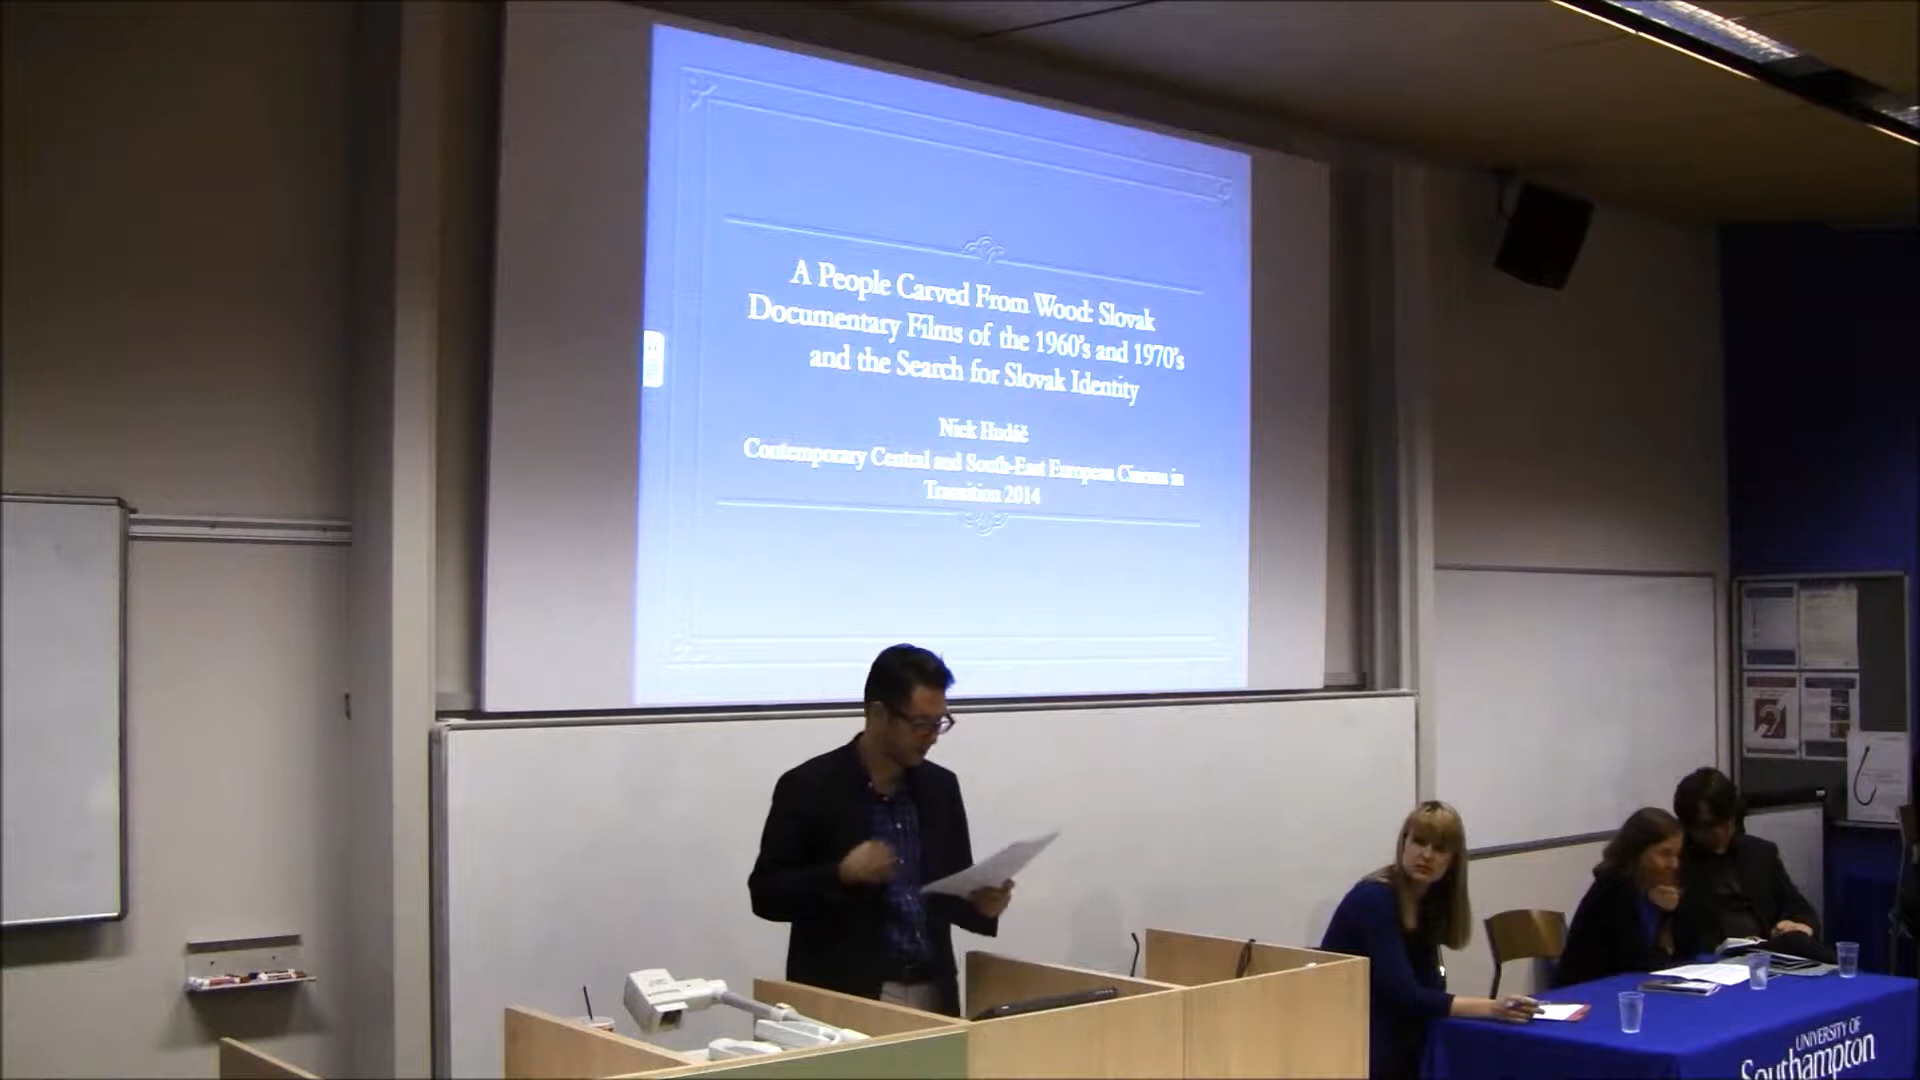 A People Carved From Wood: Slovak
Documentary Films of the 1960's and 1970's
and the Search for Slovak Identity
Nick Hudáč
Contemporary Central and South-East European Cinema in
Transition 2014
UNIVERSITY OF
Southampton